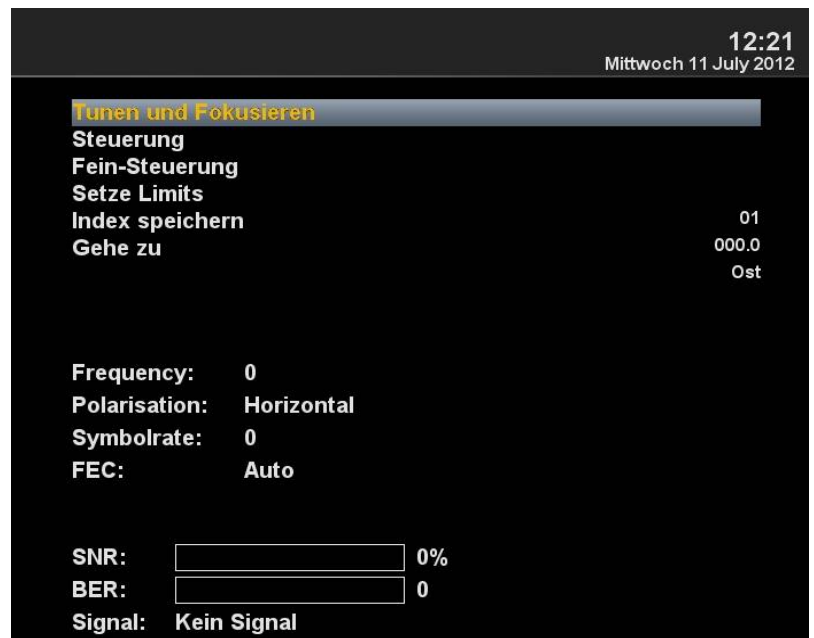 12:21
Mittwoch 11 July 2012
Tunen und Fokusieren
Steuerung
Fein-Steuerung
Setze Limits
Index speichern 01
Gehe zu 000.0
Ost
Frequency: 0
Polarisation: Horizontal
Symbolrate: 0
FEC: Auto
SNR: 0%
BER: 0
Signal: Kein Signal